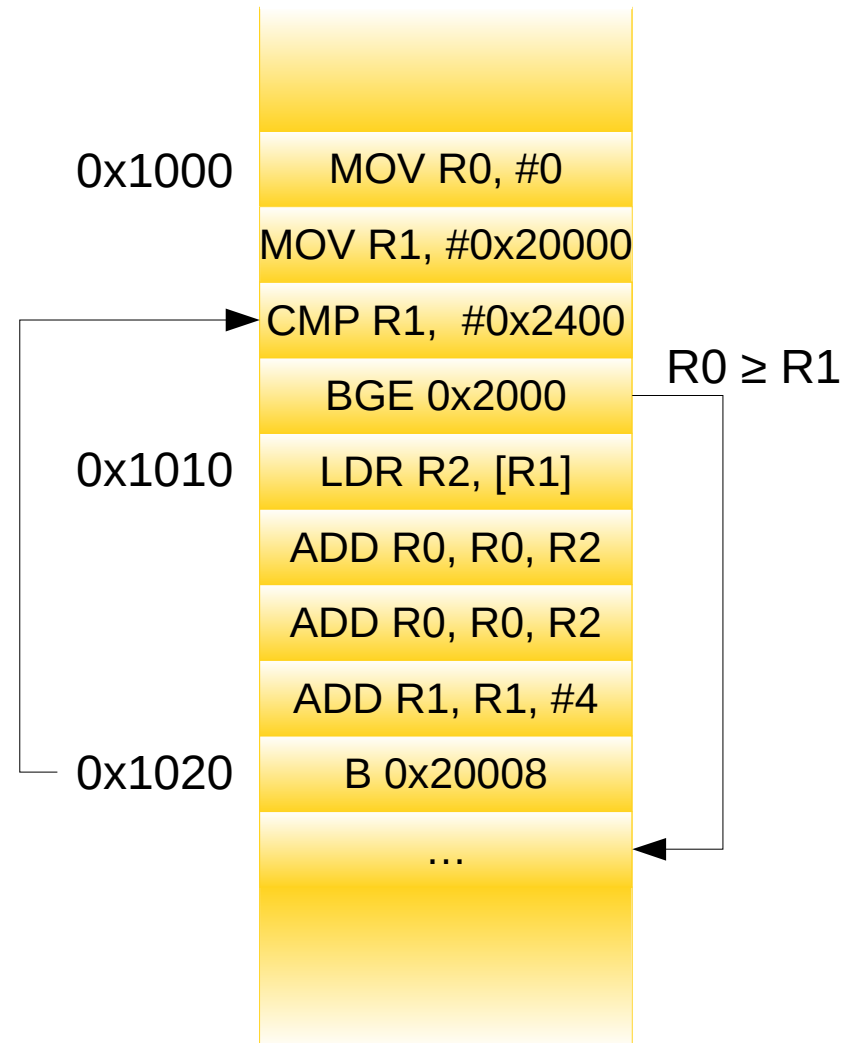 0x1000 MOV R0, #0
MOV R1, #0x20000
CMP R1,  #0x2400
R0 ≥ R1
BGE 0x2000
0x1010 LDR R2, [R1]
ADD R0, R0, R2
ADD R0, R0, R2
ADD R1, R1, #4
0x1020 B 0x20008
...